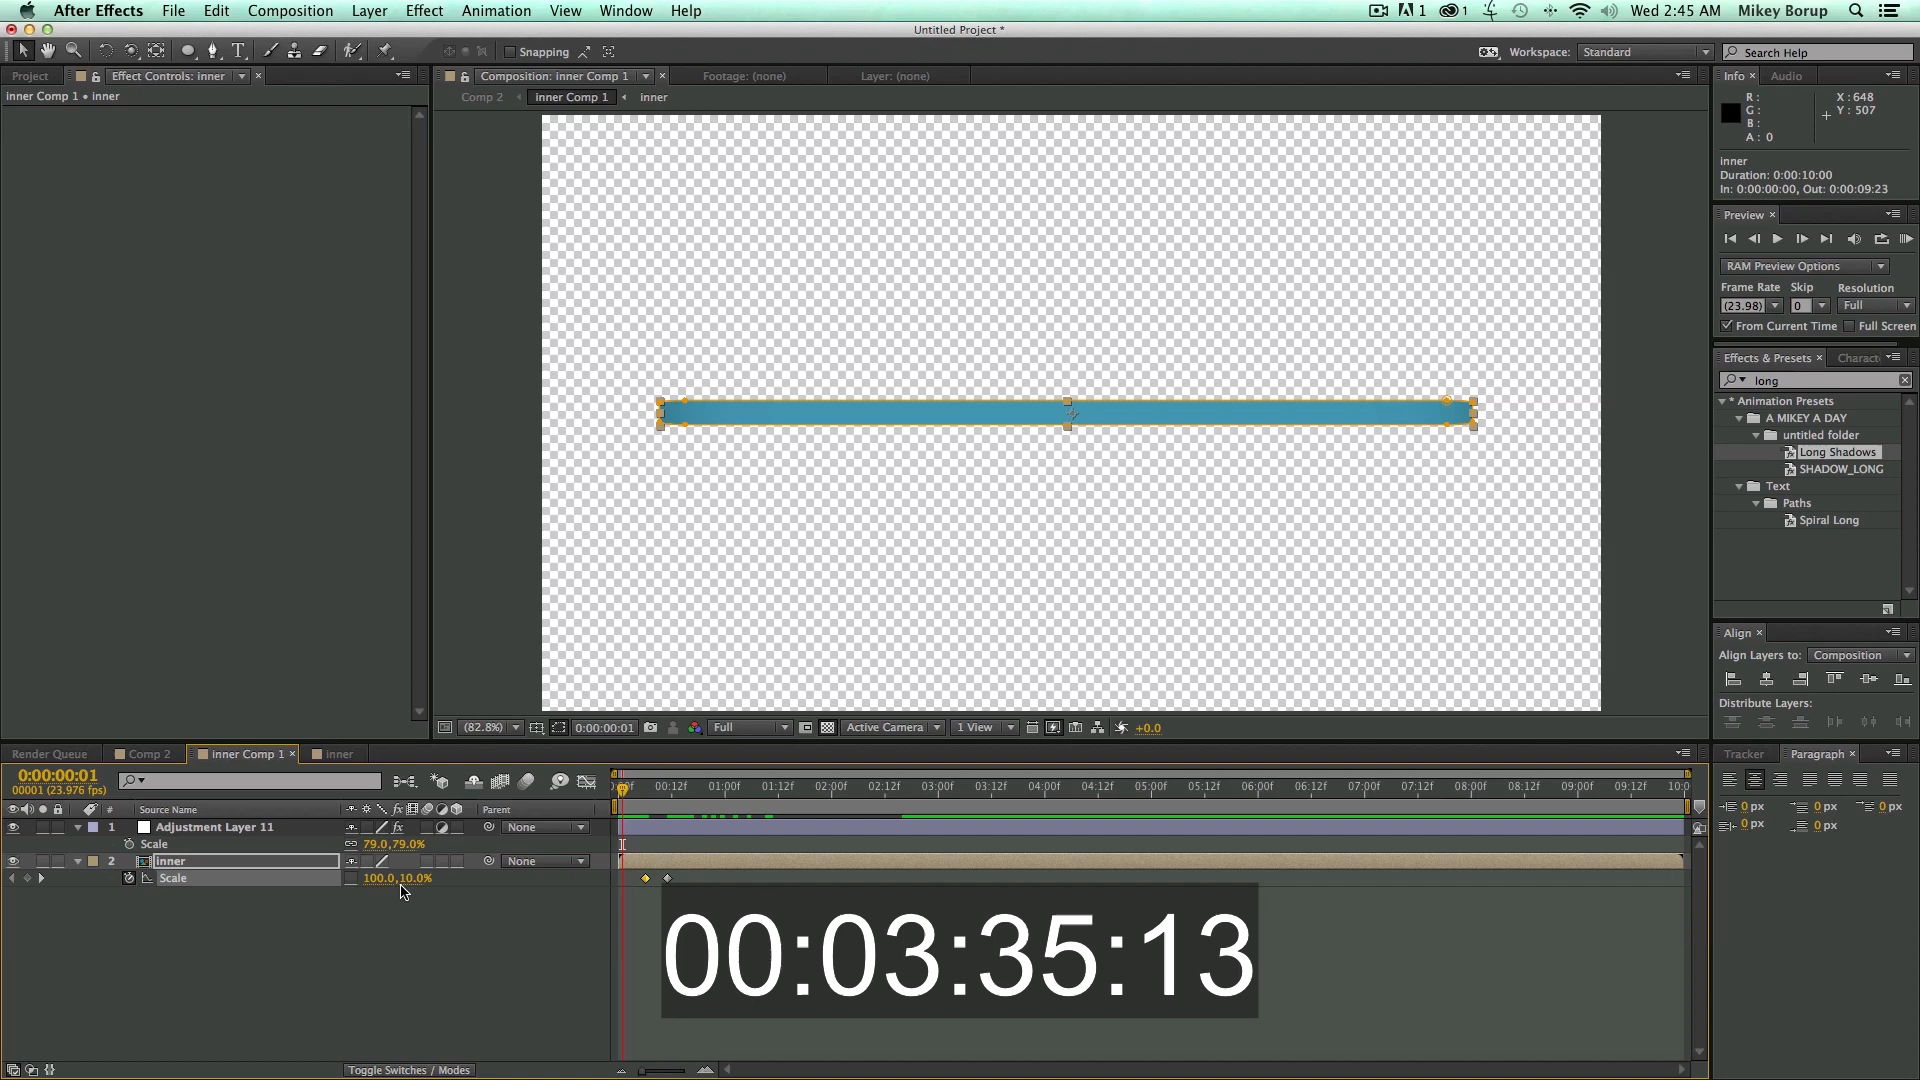 After Effects File Edit Composition Layer Effect Animation View Window Help 1 1 Wed 2:45 AM Mikey Borup
Untitled Project *
Snapping Workspace: Standard Search Help
Project Effect Controls: inner × Composition: inner Comp 1 × Footage: (none) Layer: (none) Info × Audio
inner Comp 1 • inner Comp 2 inner Comp 1 inner
R: X : 648
G: Y : 507
B:
A : 0
inner
Duration: 0:00:10:00
In: 0:00:00:00, Out: 0:00:09:23
Preview ×
RAM Preview Options
Frame Rate Skip Resolution
(23.98) 0 Full
From Current Time Full Screen
Effects & Presets × Charact
long
* Animation Presets
A MIKEY A DAY
untitled folder
Long Shadows
SHADOW_LONG
Text
Paths
Spiral Long
Align ×
Align Layers to: Composition
Distribute Layers:
(82.8%) 0:00:00:01 Full Active Camera 1 View +0.0
Render Queue Comp 2 inner Comp 1 × inner Tracker Paragraph ×
0:00:00:01
00001 (23.976 fps)
00:12f 01:00f 01:12f 02:00f 02:12f 03:00f 03:12f 04:00f 04:12f 05:00f 05:12f 06:00f 06:12f 07:00f 07:12f 08:00f 08:12f 09:00f 09:12f 10:0
# Source Name fx Parent
0 px 0 px 0 px
0 px 0 px
1 Adjustment Layer 11 fx None
Scale 79.0,79.0%
2 inner None
Scale 100.0,10.0%
00:03:35:13
Toggle Switches / Modes